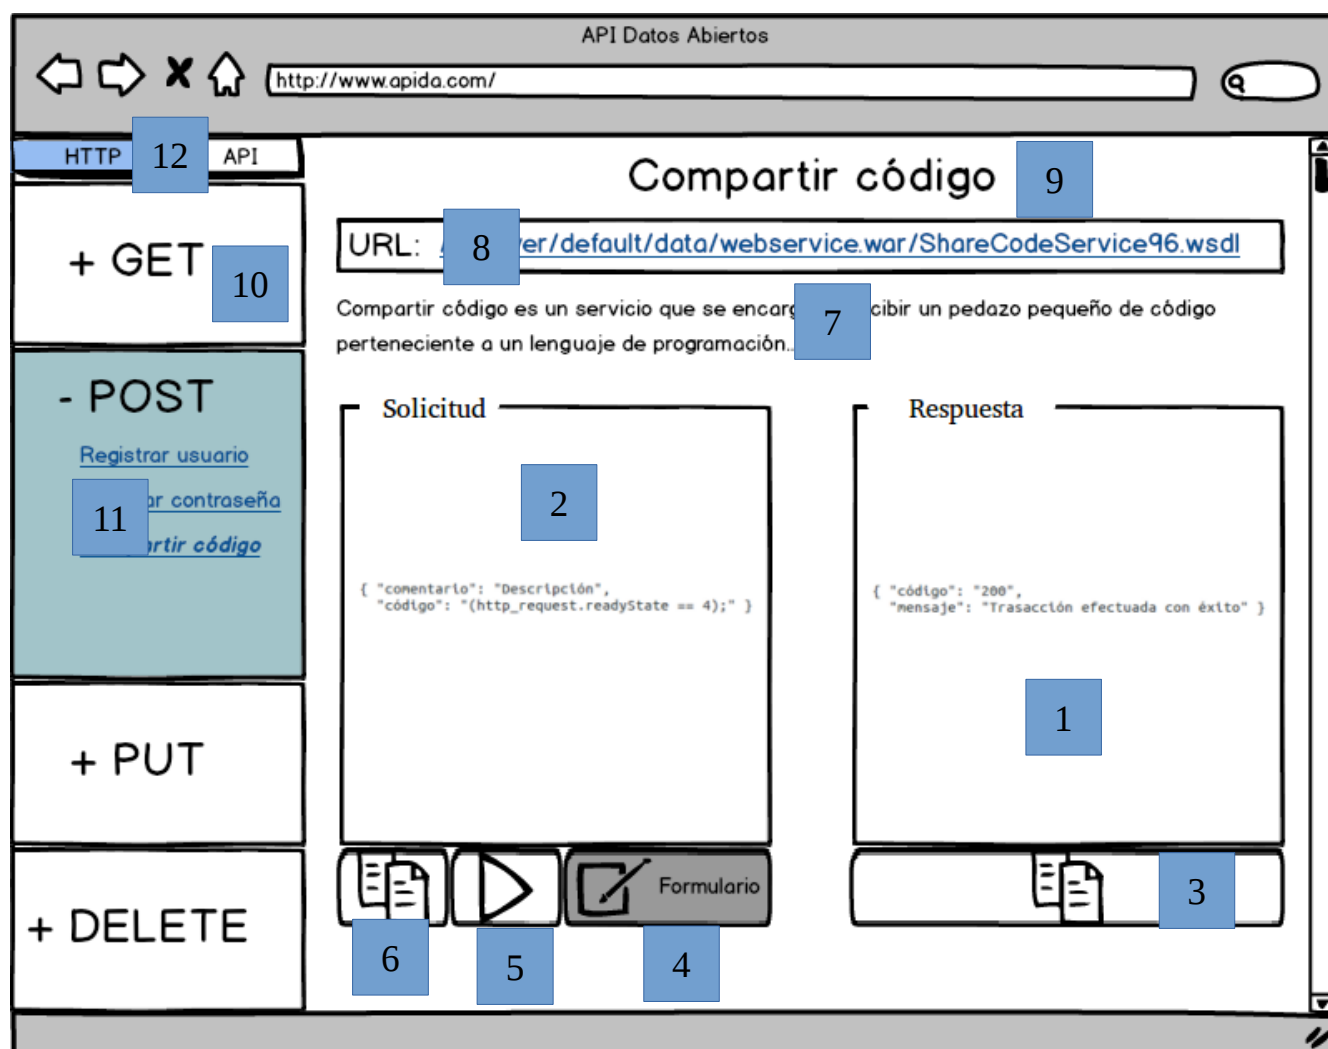 API Datos Abiertos
http://www.apida.com/
HTTP 12 API
Compartir código 9
+ GET
10
URL: 8 er/default/data/webservice.war/ShareCodeService96.wsdl
Compartir código es un servicio que se 7 un pedazo pequeño de código
perteneciente a un lenguaje de programación..
- POST
Registrar usuario
11 contraseña
código
+ PUT
+ DELETE
Solicitud
2
{ "comentario": "Descripción",
"código": "(http_request.readyState == 4);" }
Respuesta
{ "código": "200",
"mensaje": "Trasacción efectuada con éxito" }
1
Formulario
3
6
5
4